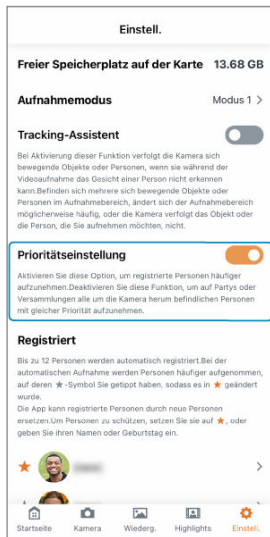 Einstell.
Freier Speicherplatz auf der Karte 13.68 GB
Aufnahmemodus Modus 1 >
Tracking-Assistent
Bei Aktivierung dieser Funktion verfolgt die Kamera sich
bewegende Objekte oder Personen, wenn sie während der
Videoaufnahme das Gesicht einer Person nicht erkennen
kann.Befinden sich mehrere sich bewegende Objekte oder
Personen im Aufnahmebereich, ändert sich der Aufnahmebereich
möglicherweise häufig, oder die Kamera verfolgt das Objekt oder
die Person, die Sie aufnehmen möchten, nicht.
Prioritätseinstellung
Aktivieren Sie diese Option, um registrierte Personen häufiger
aufzunehmen.Deaktivieren Sie diese Funktion, um auf Partys oder
Versammlungen alle um die Kamera herum befindlichen Personen
mit gleicher Priorität aufzunehmen.
Registriert
Bis zu 12 Personen werden automatisch registriert.Bei der
automatischen Aufnahme werden Personen häufiger aufgenommen,
auf deren ★-Symbol Sie getippt haben, sodass es in ★ geändert
wurde.
Die App kann registrierte Personen durch neue Personen
ersetzen.Um Personen zu schützen, setzen Sie sie auf ★, oder
geben Sie ihren Namen oder Geburtstag ein.
Startseite Kamera Wiederg. Highlights Einstell.